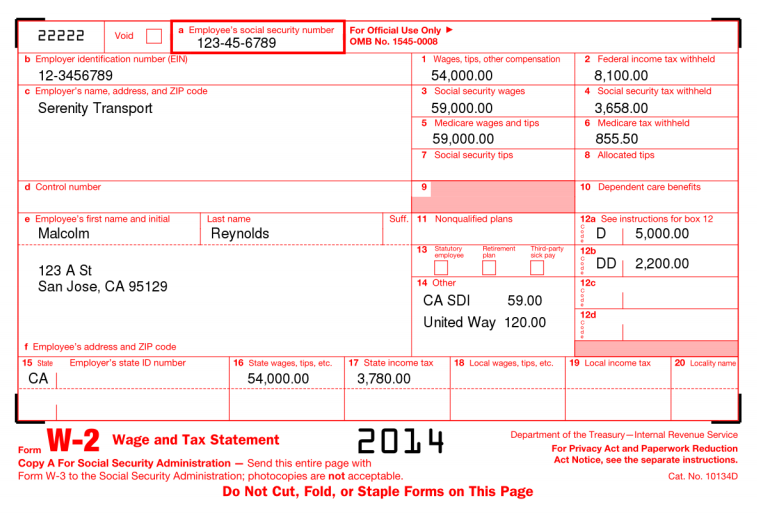 22222 Void a Employee's social security number 123-45-6789 For Official Use Only ►
OMB No. 1545-0008
b Employer identification number (EIN)
12-3456789
1 Wages, tips, other compensation
54,000.00
2 Federal income tax withheld
8,100.00
c Employer's name, address, and ZIP code
Serenity Transport
3 Social security wages
59,000.00
4 Social security tax withheld
3,658.00
5 Medicare wages and tips
59,000.00
6 Medicare tax withheld
855.50
7 Social security tips
8 Allocated tips
d Control number
9
10 Dependent care benefits
e Employee's first name and initial
Malcolm
Last name
Reynolds
Suff.
11 Nonqualified plans
12a See instructions for box 12
Code
D 5,000.00
13 Statutory employee
Retirement plan
Third-party sick pay
12b
Code
DD 2,200.00
123 A St
San Jose, CA 95129
14 Other
CA SDI 59.00
United Way 120.00
12c
Code
12d
Code
f Employee's address and ZIP code
15 State Employer's state ID number
CA
16 State wages, tips, etc.
54,000.00
17 State income tax
3,780.00
18 Local wages, tips, etc.
19 Local income tax
20 Locality name
Form W-2 Wage and Tax Statement
2014
Department of the Treasury—Internal Revenue Service
For Privacy Act and Paperwork Reduction
Act Notice, see the separate instructions.
Copy A For Social Security Administration — Send this entire page with
Form W-3 to the Social Security Administration; photocopies are not acceptable.
Cat. No. 10134D
Do Not Cut, Fold, or Staple Forms on This Page